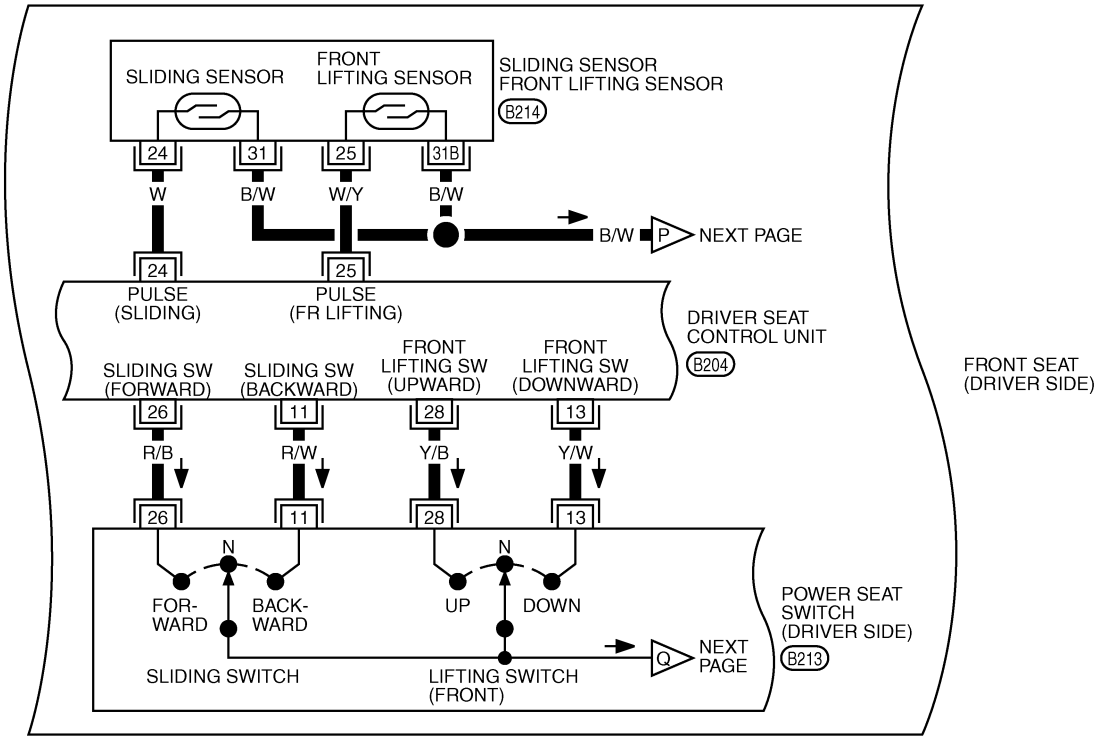 FRONT
SLIDING SENSOR LIFTING SENSOR
SLIDING SENSOR
FRONT LIFTING SENSOR
B214
24 31 25 31B
W B/W W/Y B/W
B/W P NEXT PAGE
24 25
PULSE
(SLIDING)
PULSE
(FR LIFTING)
DRIVER SEAT
CONTROL UNIT
B204
SLIDING SW
(FORWARD)
SLIDING SW
(BACKWARD)
FRONT
LIFTING SW
(UPWARD)
FRONT
LIFTING SW
(DOWNWARD)
FRONT SEAT
(DRIVER SIDE)
26 11 28 13
R/B R/W Y/B Y/W
26 11 28 13
N N
FOR-
WARD
BACK-
WARD
UP DOWN
POWER SEAT
SWITCH
(DRIVER SIDE)
B213
SLIDING SWITCH
LIFTING SWITCH
(FRONT)
Q
NEXT
PAGE